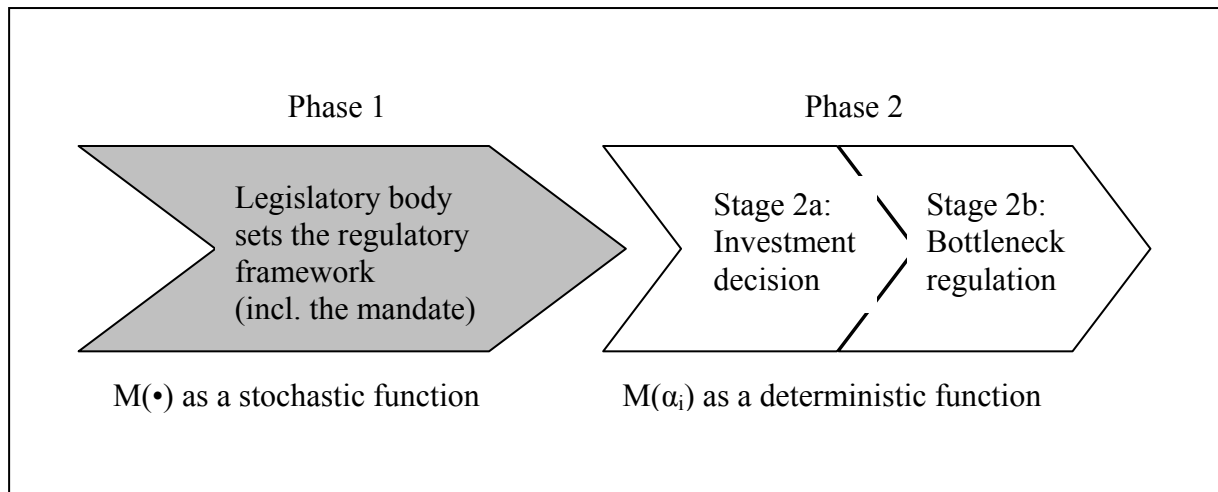 Phase 1
Phase 2
Legislatory body
sets the regulatory
framework
(incl. the mandate)
Stage 2a:
Investment
decision
Stage 2b:
Bottleneck
regulation
M(•) as a stochastic function
M(αᵢ) as a deterministic function